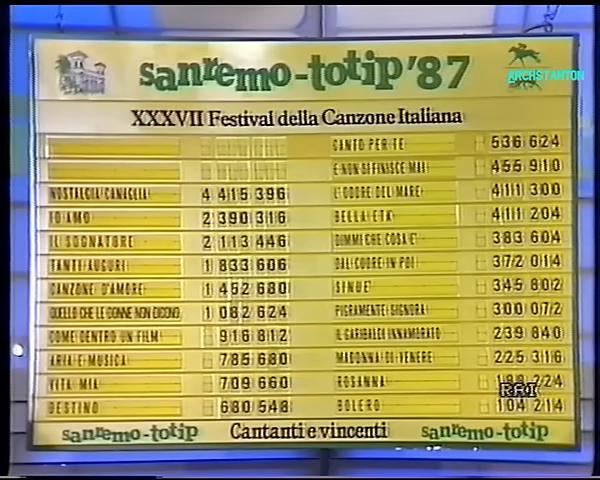 sanremo-totip '87
ARCHSTANTON
XXXVII Festival della Canzone Italiana
CANTO PER TE 536 624
E NON SI FINISCE MAI 455 910
NOSTALGIA CANAGLIA 4 415 396
L'ODORE DEL MARE 411 300
IO AMO 2 390 316
BELLA ETA' 411 204
IL SOGNATORE 2 113 446
DIMMI CHE COSA E' 383 604
TANTI AUGURI 1 833 606
DAL CUORE IN POI 372 014
CANZONE D'AMORE 1 452 680
SINUE' 345 802
QUELLO CHE LE DONNE NON DICONO 1 082 624
PIGRAMENTE SIGNORA 300 072
COME DENTRO UN FILM 916 812
IL GARIBALDI INNAMORATO 239 840
ARIA E MUSICA 785 680
MADONNA DI VENERE 225 316
VITA MIA 709 660
ROSANNA 224
RAI
DESTINO 680 548
BOLERO 104 214
sanremo-totip Cantanti e vincenti sanremo-totip